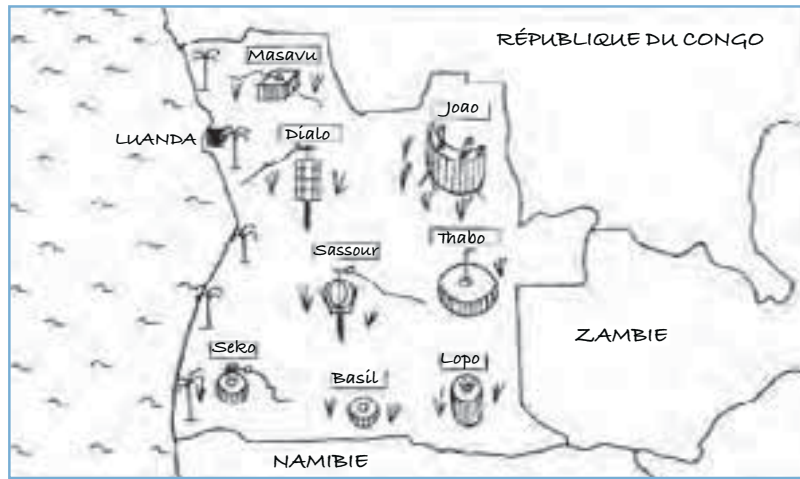 RÉPUBLIQUE DU CONGO
Masavu
Joao
LUANDA
Dialo
Thabo
Sassour
ZAMBIE
Seko
Lopo
Basil
NAMIBIE